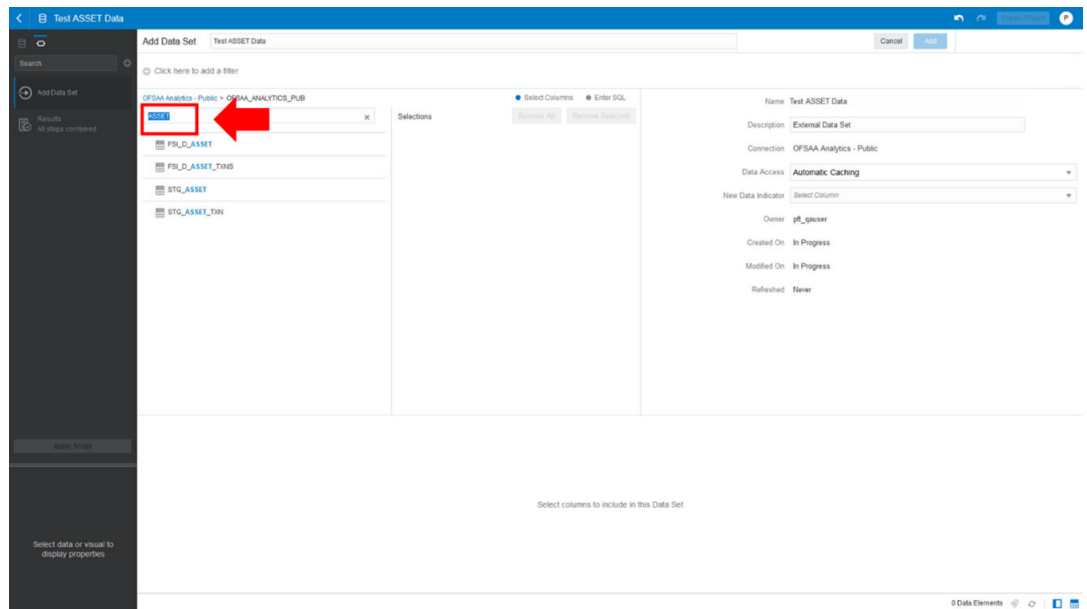 Test ASSET Data
Create Project
P
Search
Add Data Set
Results
All steps combined
Apply Script
Select data or visual to
display properties
Add Data Set
Test ASSET Data
Cancel
Add
Click here to add a filter
OFSAA Analytics - Public > OFSAA_ANALYTICS_PUB
Select Columns
Enter SQL
ASSET
FSI_D_ASSET
FSI_D_ASSET_TXNS
STG_ASSET
STG_ASSET_TXN
Selections
Remove All
Remove Selected
Name Test ASSET Data
Description External Data Set
Connection OFSAA Analytics - Public
Data Access Automatic Caching
New Data Indicator Select Column
Owner pft_qauser
Created On In Progress
Modified On In Progress
Refreshed Never
Select columns to include in this Data Set
0 Data Elements